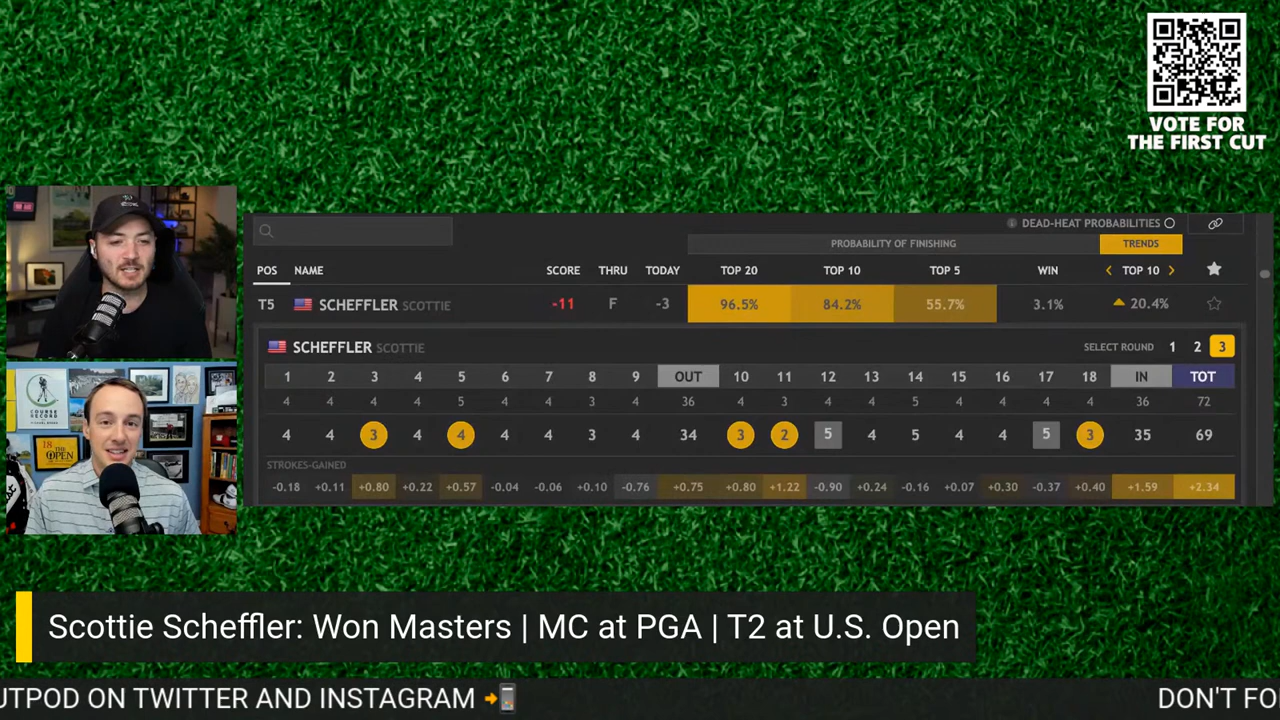 VOTE FOR
THE FIRST CUT
DEAD-HEAT PROBABILITIES
PROBABILITY OF FINISHING TRENDS
POS NAME SCORE THRU TODAY TOP 20 TOP 10 TOP 5 WIN < TOP 10 >
T5 SCHEFFLER SCOTTIE -11 F -3 96.5% 84.2% 55.7% 3.1% 20.4%
SCHEFFLER SCOTTIE SELECT ROUND 1 2 3
1 2 3 4 5 6 7 8 9 OUT 10 11 12 13 14 15 16 17 18 IN TOT
4 4 4 4 5 4 4 3 4 36 4 3 4 4 5 4 4 4 4 36 72
4 4 3 4 4 4 4 3 4 34 3 2 5 4 5 4 4 5 3 35 69
STROKES-GAINED
-0.18 +0.11 +0.80 +0.22 +0.57 -0.04 -0.06 +0.10 -0.76 +0.75 +0.80 +1.22 -0.90 +0.24 -0.16 +0.07 +0.30 -0.37 +0.40 +1.59 +2.34
COURSE
RECORD
18
THE OPEN
Scottie Scheffler: Won Masters | MC at PGA | T2 at U.S. Open
UTPOD ON TWITTER AND INSTAGRAM DON'T FO